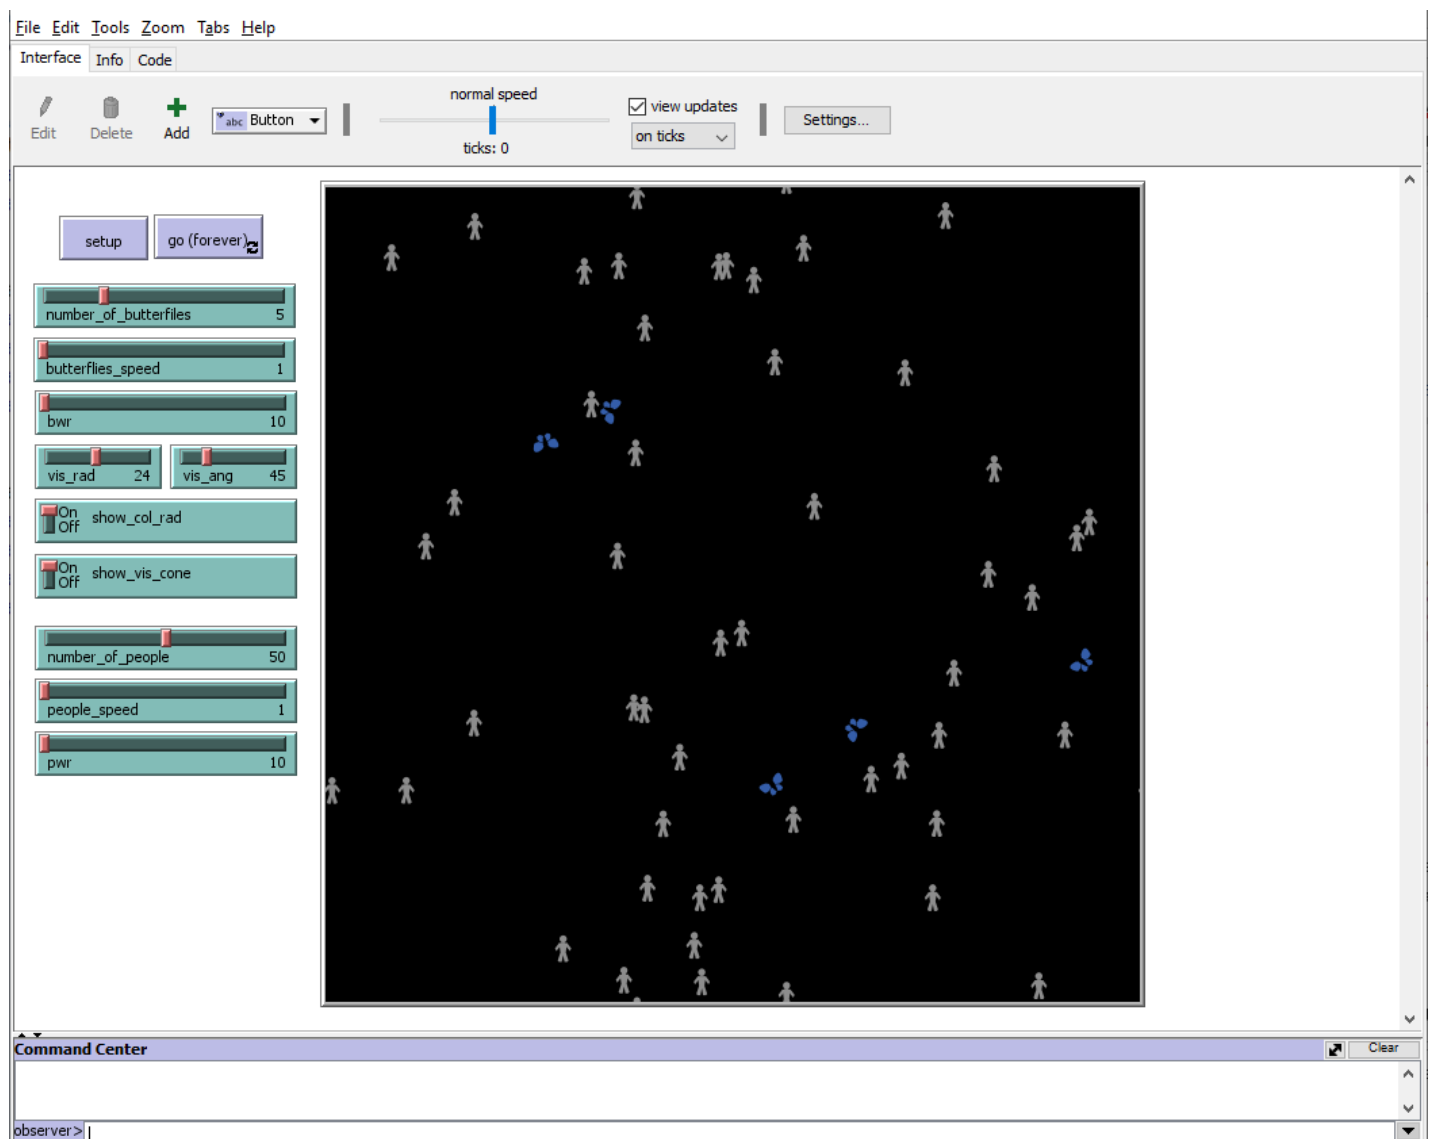 File Edit Tools Zoom Tabs Help
Interface Info Code
normal speed
view updates
Edit Delete Add abc Button on ticks Settings...
ticks: 0
setup go (forever)
number_of_butterfiles 5
butterflies_speed 1
bwr 10
vis_rad 24 vis_ang 45
On
Off show_col_rad
On
Off show_vis_cone
number_of_people 50
people_speed 1
pwr 10
Command Center Clear
observer>